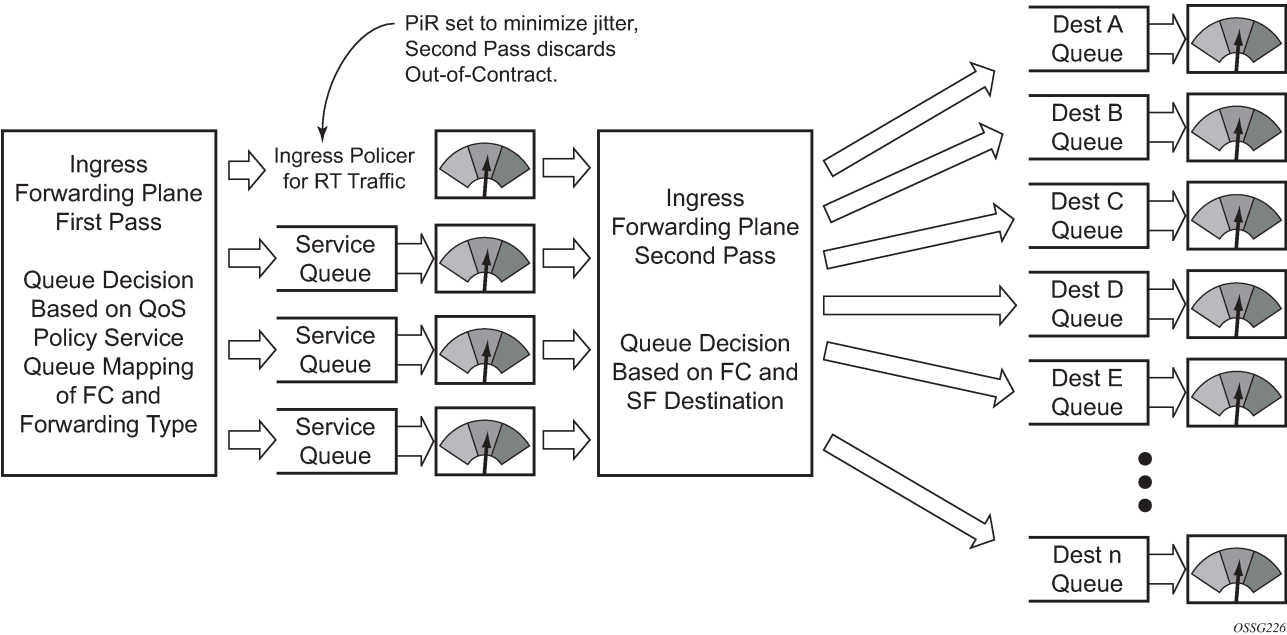 PiR set to minimize jitter,
Second Pass discards
Out-of-Contract.
Ingress
Forwarding Plane
First Pass
Queue Decision
Based on QoS
Policy Service
Queue Mapping
of FC and
Forwarding Type
Ingress Policer
for RT Traffic
Service
Queue
Service
Queue
Service
Queue
Ingress
Forwarding Plane
Second Pass
Queue Decision
Based on FC and
SF Destination
Dest A
Queue
Dest B
Queue
Dest C
Queue
Dest D
Queue
Dest E
Queue
Dest n
Queue
OSSG226